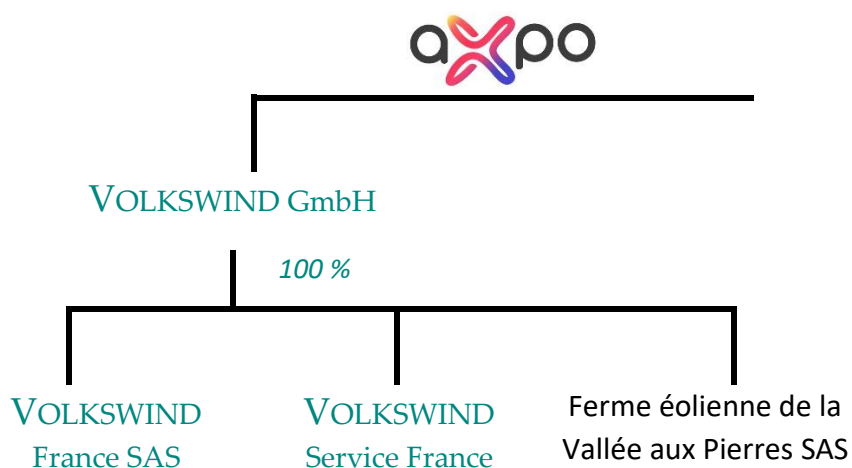 axpo
VOLKSWIND GmbH
100 %
VOLKSWIND
France SAS
VOLKSWIND
Service France
Ferme éolienne de la
Vallée aux Pierres SAS